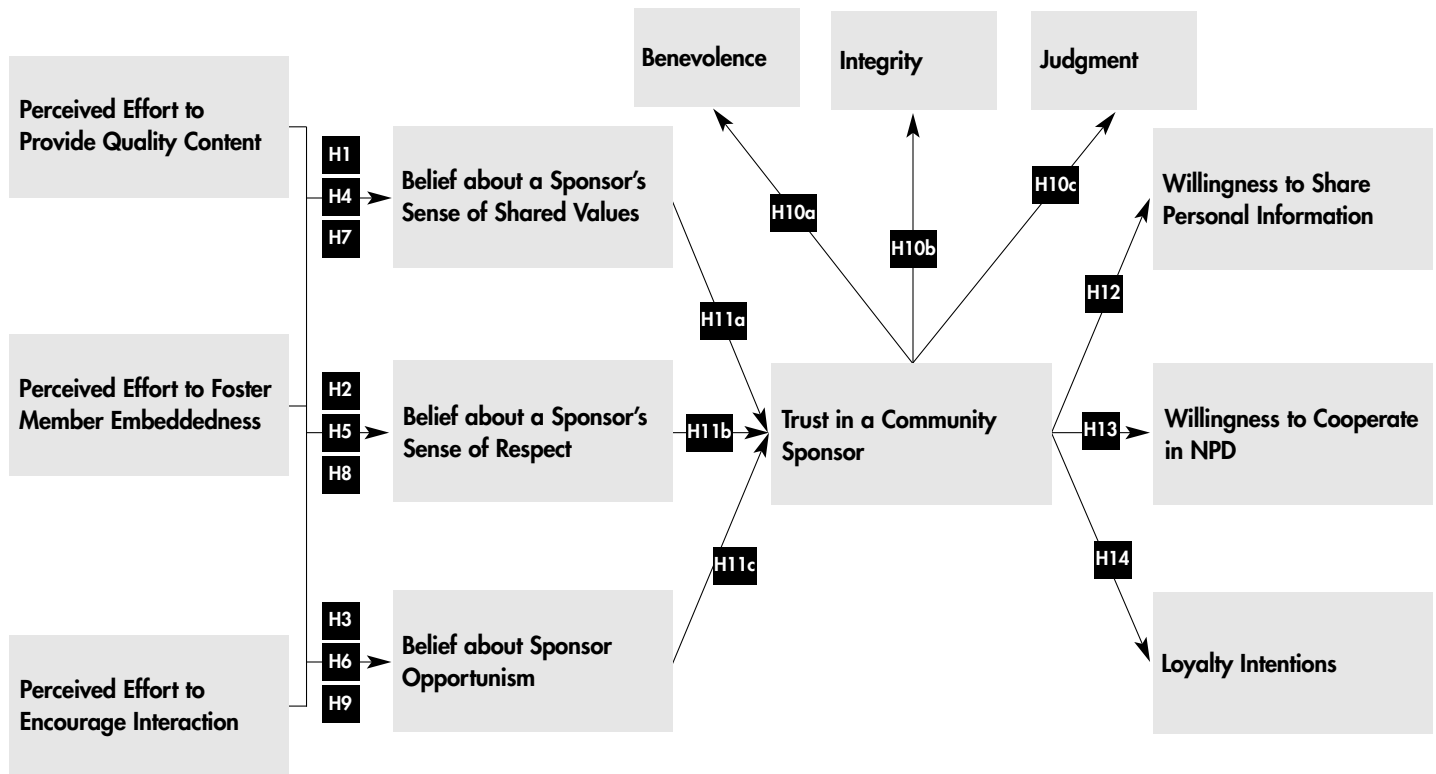 Perceived Effort to
Provide Quality Content
Perceived Effort to Foster
Member Embeddedness
Perceived Effort to
Encourage Interaction
H1
H4
H7
H2
H5
H8
H3
H6
H9
Belief about a Sponsor's
Sense of Shared Values
Belief about a Sponsor's
Sense of Respect
Belief about Sponsor
Opportunism
H11a
H11b
H11c
Benevolence
Integrity
Judgment
H10a
H10b
H10c
Trust in a Community
Sponsor
H12
H13
H14
Willingness to Share
Personal Information
Willingness to Cooperate
in NPD
Loyalty Intentions